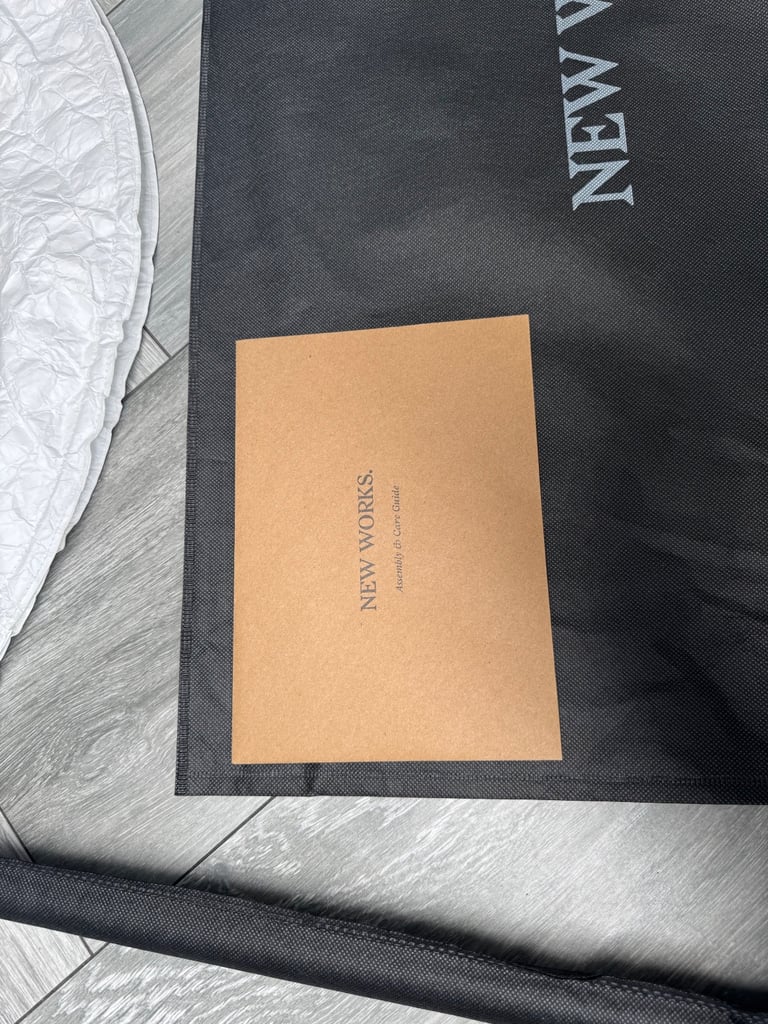 NEW W
NEW WORKS.
Assembly & Care Guide